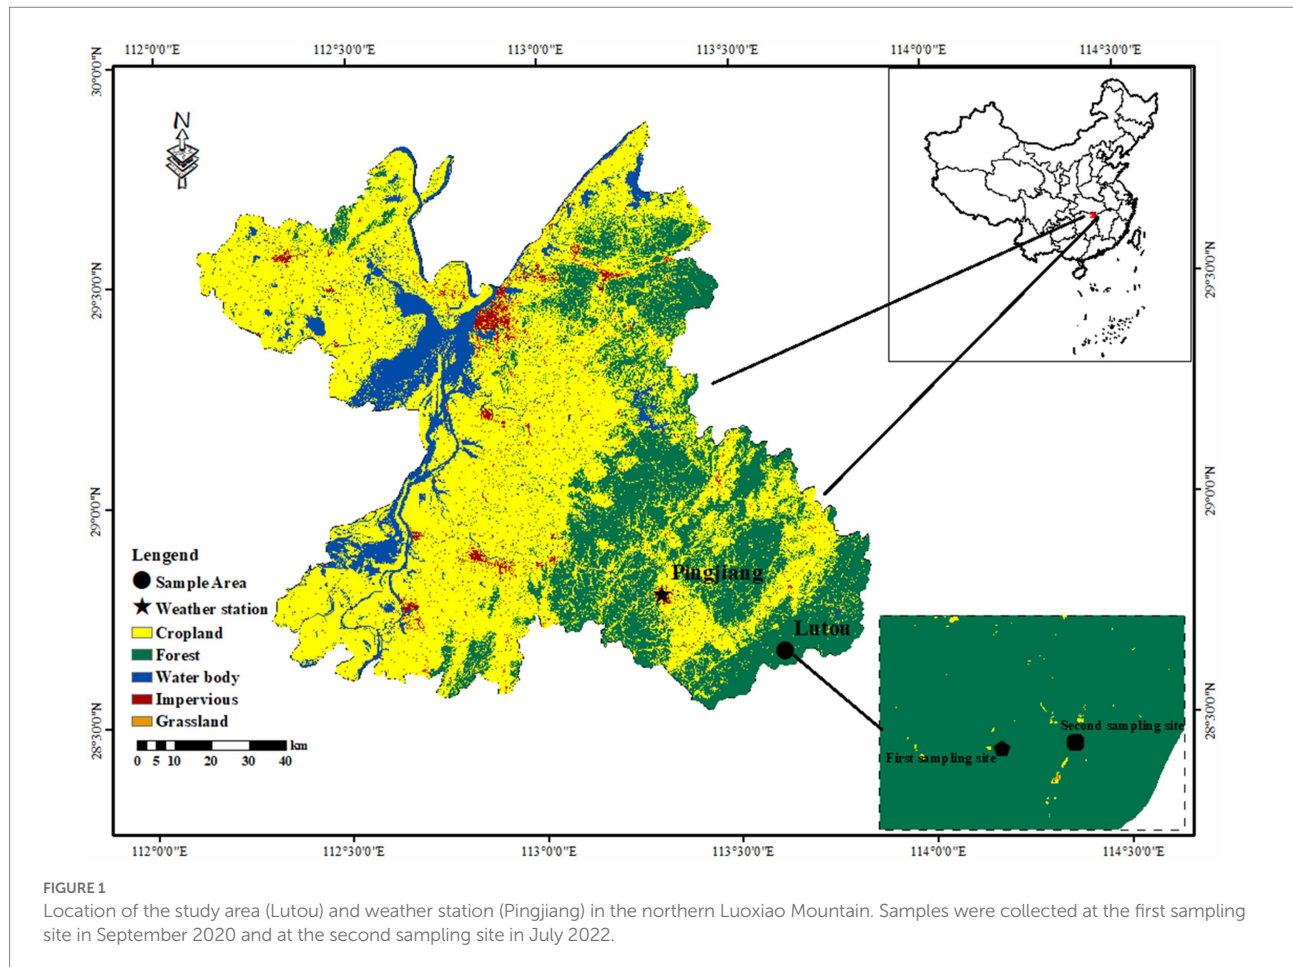 112°0'0"E 112°30'0"E 113°0'0"E 113°30'0"E 114°0'0"E 114°30'0"E
30°0'0"N
N
29°30'0"N
29°30'0"N
29°0'0"N
29°0'0"N
Lengend
Sample Area
Weather station
Cropland
Forest
Water body
Impervious
Grassland
km
0 5 10 20 30 40
Pingjiang
Lutou
Second sampling site
First sampling site
28°30'0"N
28°30'0"N
112°0'0"E 112°30'0"E 113°0'0"E 113°30'0"E 114°0'0"E 114°30'0"E
FIGURE 1
Location of the study area (Lutou) and weather station (Pingjiang) in the northern Luoxiao Mountain. Samples were collected at the first sampling
site in September 2020 and at the second sampling site in July 2022.